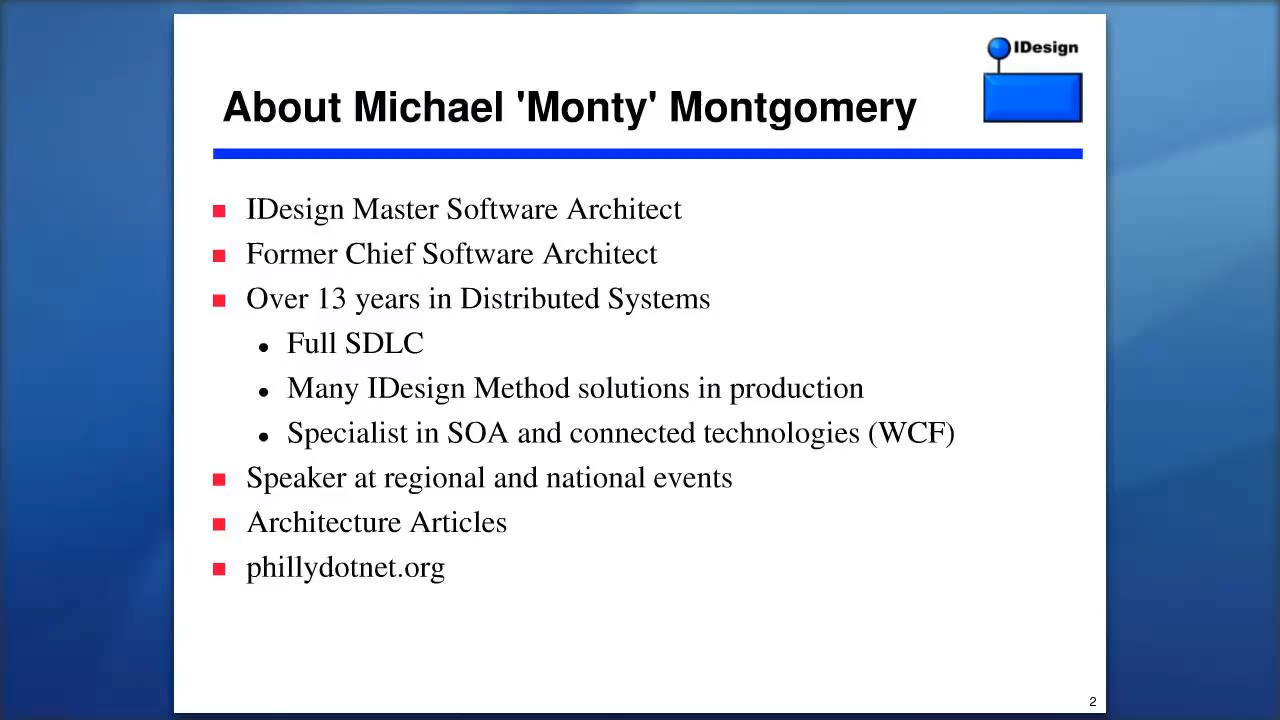 IDesign
About Michael 'Monty' Montgomery
IDesign Master Software Architect
Former Chief Software Architect
Over 13 years in Distributed Systems
Full SDLC
Many IDesign Method solutions in production
Specialist in SOA and connected technologies (WCF)
Speaker at regional and national events
Architecture Articles
phillydotnet.org
2